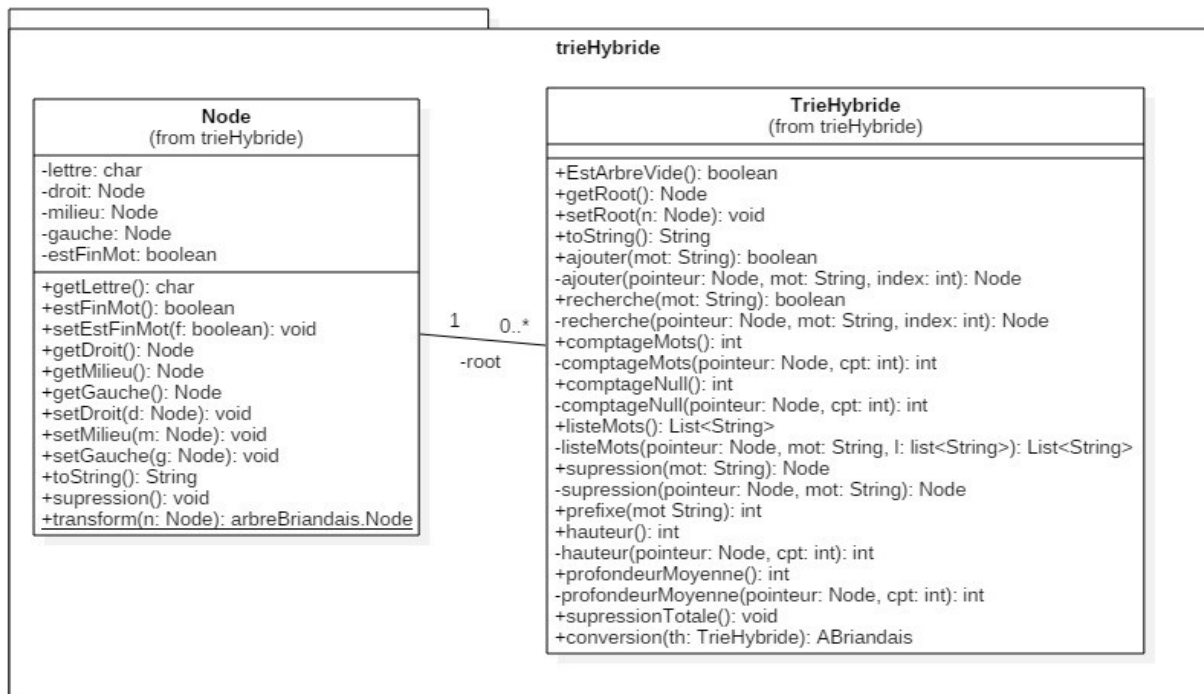 trieHybride
Node
(from trieHybride)
-lettre: char
-droit: Node
-milieu: Node
-gauche: Node
-estFinMot: boolean
+getLettre(): char
+estFinMot(): boolean
+setEstFinMot(f: boolean): void
+getDroit(): Node
+getMilieu(): Node
+getGauche(): Node
+setDroit(d: Node): void
+setMilieu(m: Node): void
+setGauche(g: Node): void
+toString(): String
+supression(): void
+transform(n: Node): arbreBriandais.Node
1
0..*
-root
TrieHybride
(from trieHybride)
+EstArbreVide(): boolean
+getRoot(): Node
+setRoot(n: Node): void
+toString(): String
+ajouter(mot: String): boolean
-ajouter(pointeur: Node, mot: String, index: int): Node
+recherche(mot: String): boolean
-recherche(pointeur: Node, mot: String, index: int): Node
+comptageMots(): int
-comptageMots(pointeur: Node, cpt: int): int
+comptageNull(): int
-comptageNull(pointeur: Node, cpt: int): int
+listeMots(): List<String>
-listeMots(pointeur: Node, mot: String, l: list<String>): List<String>
+supression(mot: String): Node
-supression(pointeur: Node, mot: String): Node
+prefixe(mot String): int
+hauteur(): int
-hauteur(pointeur: Node, cpt: int): int
+profondeurMoyenne(): int
-profondeurMoyenne(pointeur: Node, cpt: int): int
+supressionTotale(): void
+conversion(th: TrieHybride): ABriandais